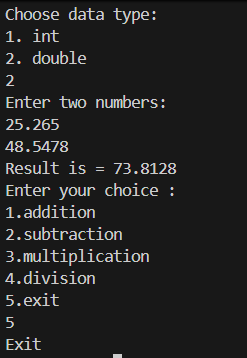 Choose data type:
1. int
2. double
2
Enter two numbers:
25.265
48.5478
Result is = 73.8128
Enter your choice :
1.addition
2.subtraction
3.multiplication
4.division
5.exit
5
Exit